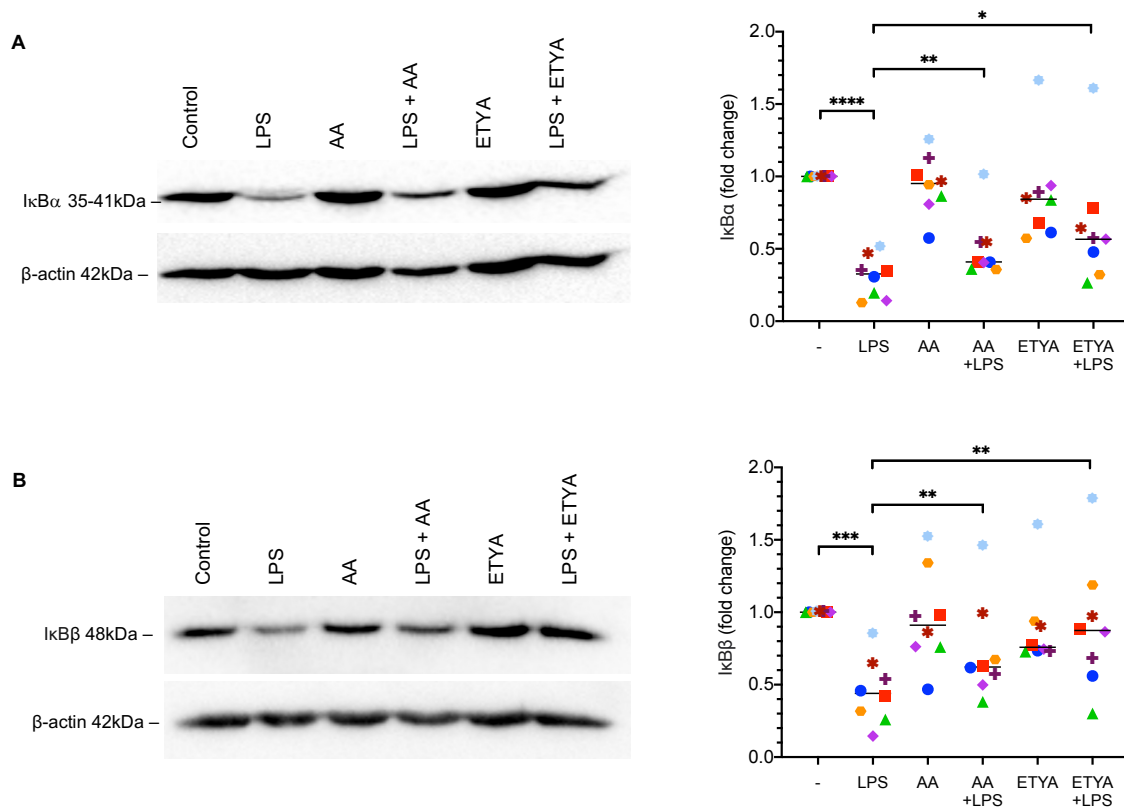 A
Control
LPS
AA
LPS + AA
ETYA
LPS + ETYA
IκBα 35-41kDa –
β-actin 42kDa –
IκBα (fold change)
2.0
1.5
1.0
0.5
0.0
*
**
****
-
LPS
AA
AA
+LPS
ETYA
ETYA
+LPS
B
Control
LPS
AA
LPS + AA
ETYA
LPS + ETYA
IκBβ 48kDa –
β-actin 42kDa –
IκBβ (fold change)
2.0
1.5
1.0
0.5
0.0
**
**
***
-
LPS
AA
AA
+LPS
ETYA
ETYA
+LPS